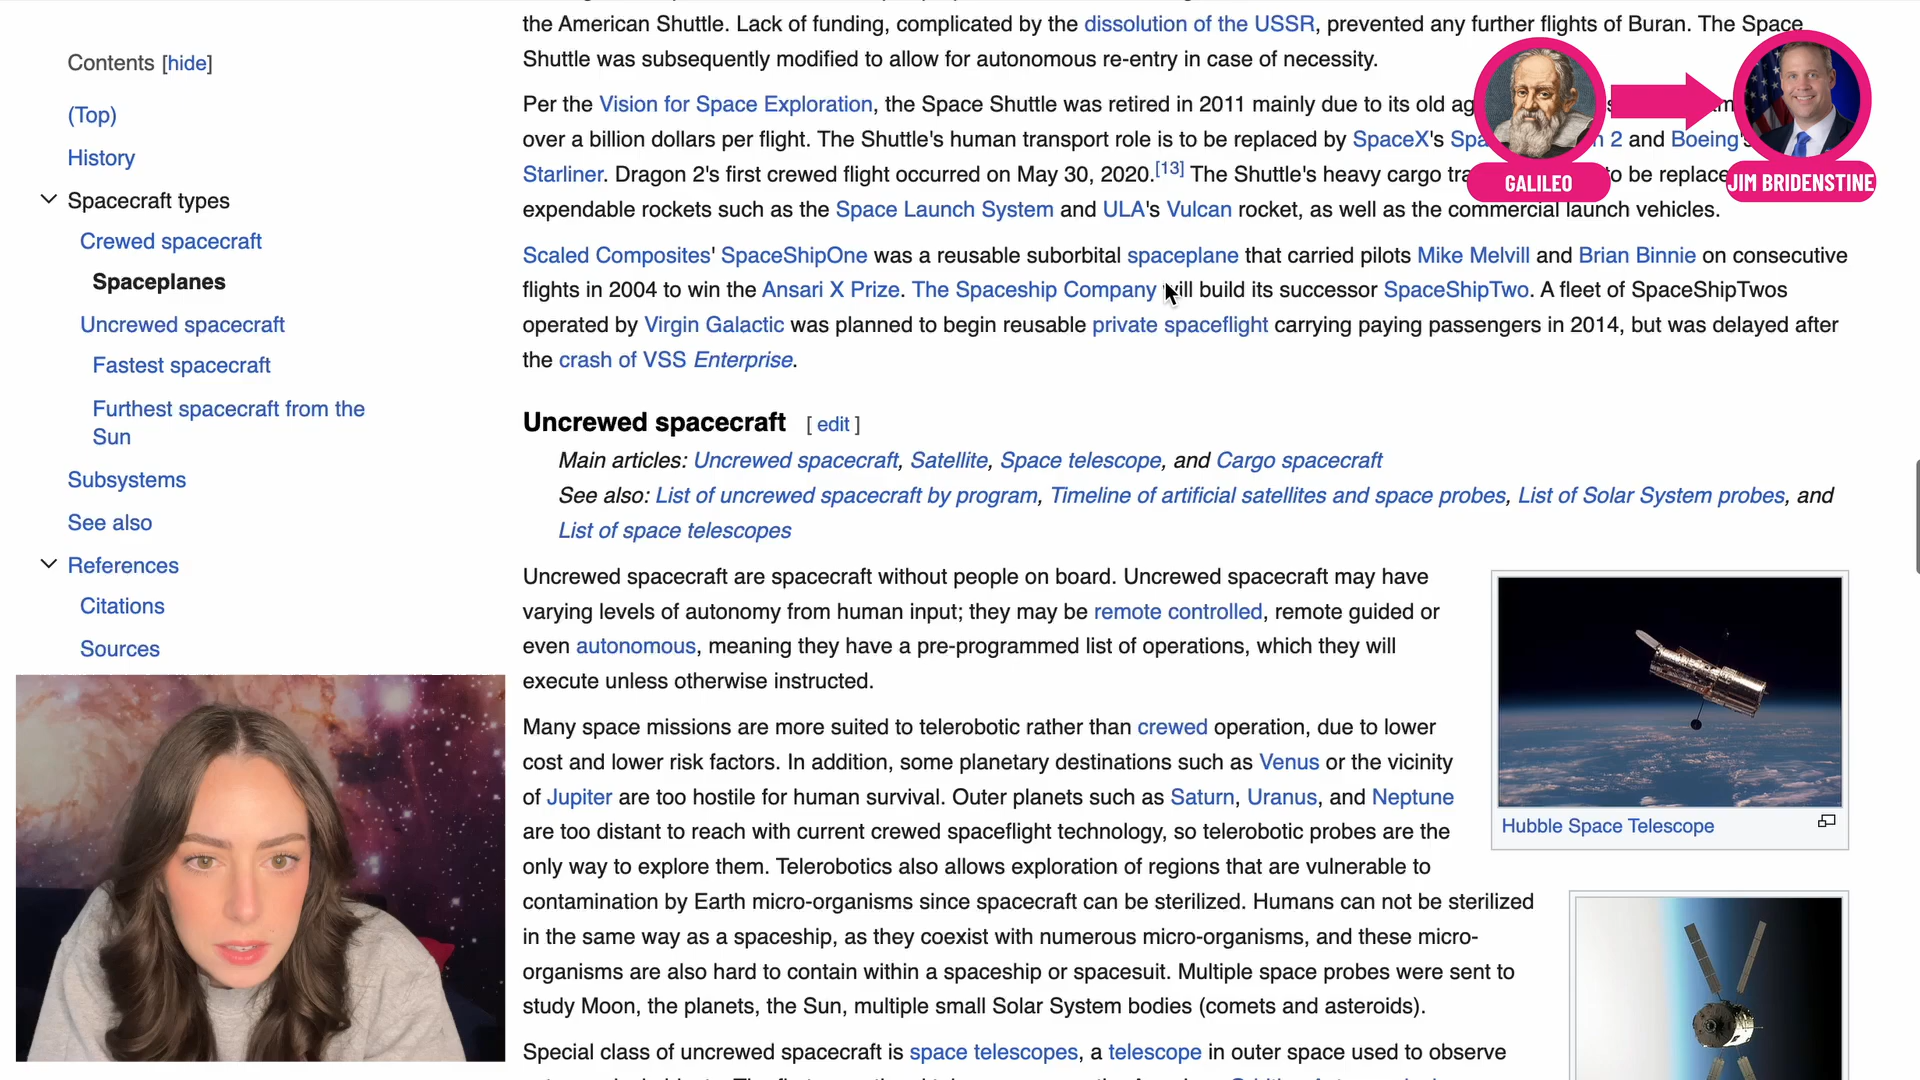 Contents [hide]
(Top)
History
Spacecraft types
Crewed spacecraft
Spaceplanes
Uncrewed spacecraft
Fastest spacecraft
Furthest spacecraft from the
Sun
Subsystems
See also
References
Citations
Sources
the American Shuttle. Lack of funding, complicated by the dissolution of the USSR, prevented any further flights of Buran. The Space
Shuttle was subsequently modified to allow for autonomous re-entry in case of necessity.
Per the Vision for Space Exploration, the Space Shuttle was retired in 2011 mainly due to its old
over a billion dollars per flight. The Shuttle's human transport role is to be replaced by SpaceX's 2 and Boeing's
Starliner. Dragon 2's first crewed flight occurred on May 30, 2020.[13] The Shuttle's heavy cargo to be
expendable rockets such as the Space Launch System and ULA's Vulcan rocket, as well as the commercial launch vehicles.
Scaled Composites' SpaceShipOne was a reusable suborbital spaceplane that carried pilots Mike Melvill and Brian Binnie on consecutive
flights in 2004 to win the Ansari X Prize. The Spaceship Company will build its successor SpaceShipTwo. A fleet of SpaceShipTwos
operated by Virgin Galactic was planned to begin reusable private spaceflight carrying paying passengers in 2014, but was delayed after
the crash of VSS Enterprise.
GALILEO
JIM BRIDENSTINE
Uncrewed spacecraft [ edit ]
Main articles: Uncrewed spacecraft, Satellite, Space telescope, and Cargo spacecraft
See also: List of uncrewed spacecraft by program, Timeline of artificial satellites and space probes, List of Solar System probes, and
List of space telescopes
Uncrewed spacecraft are spacecraft without people on board. Uncrewed spacecraft may have
varying levels of autonomy from human input; they may be remote controlled, remote guided or
even autonomous, meaning they have a pre-programmed list of operations, which they will
execute unless otherwise instructed.
Many space missions are more suited to telerobotic rather than crewed operation, due to lower
cost and lower risk factors. In addition, some planetary destinations such as Venus or the vicinity
of Jupiter are too hostile for human survival. Outer planets such as Saturn, Uranus, and Neptune
are too distant to reach with current crewed spaceflight technology, so telerobotic probes are the
only way to explore them. Telerobotics also allows exploration of regions that are vulnerable to
contamination by Earth micro-organisms since spacecraft can be sterilized. Humans can not be sterilized
in the same way as a spaceship, as they coexist with numerous micro-organisms, and these micro-
organisms are also hard to contain within a spaceship or spacesuit. Multiple space probes were sent to
study Moon, the planets, the Sun, multiple small Solar System bodies (comets and asteroids).
Special class of uncrewed spacecraft is space telescopes, a telescope in outer space used to observe
Hubble Space Telescope